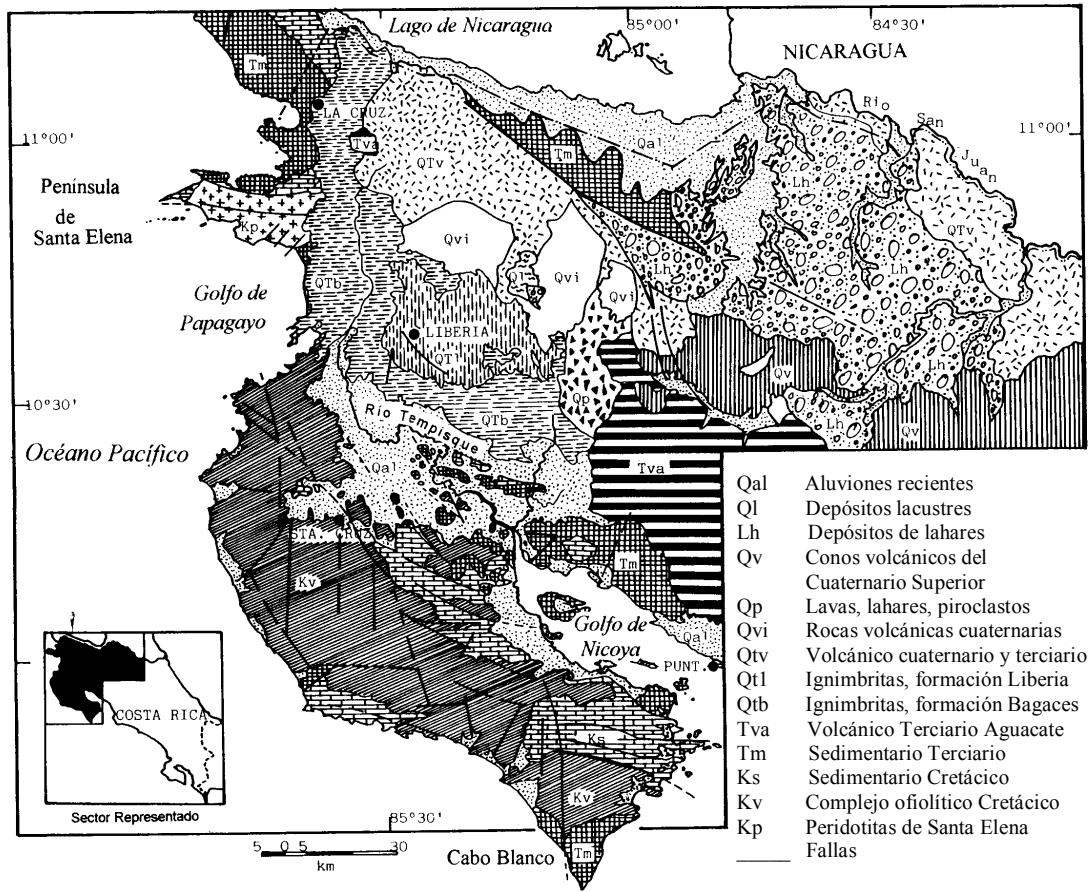 Lago de Nicaragua
85°00'
84°30'
NICARAGUA
Tm
LA CRUZ
Río
San
Juan
11°00'
11°00'
Tva
QTv
Tm
Qal
Lh
QTv
Península
de
Santa Elena
Kp
Qvi
Ql
Qvi
Qvi
Lh
Lh
Golfo de
Papagayo
QTb
LIBERIA
QTl
Qp
Qv
Lh
Lh
Qv
10°30'
Río Tempisque
QTb
Océano Pacífico
Qal
Tva
STA. CRUZ
Kv
Tm
Golfo de
Nicoya
Qal
PUNT.
Ks
Kv
Tm
COSTA RICA
Sector Representado
85°30'
5 0 5 30
km
Cabo Blanco
Qal Aluviones recientes
Ql Depósitos lacustres
Lh Depósitos de lahares
Qv Conos volcánicos del
Cuaternario Superior
Qp Lavas, lahares, piroclastos
Qvi Rocas volcánicas cuaternarias
Qtv Volcánico cuaternario y terciario
Qt1 Ignimbritas, formación Liberia
Qtb Ignimbritas, formación Bagaces
Tva Volcánico Terciario Aguacate
Tm Sedimentario Terciario
Ks Sedimentario Cretácico
Kv Complejo ofiolítico Cretácico
Kp Peridotitas de Santa Elena
Fallas